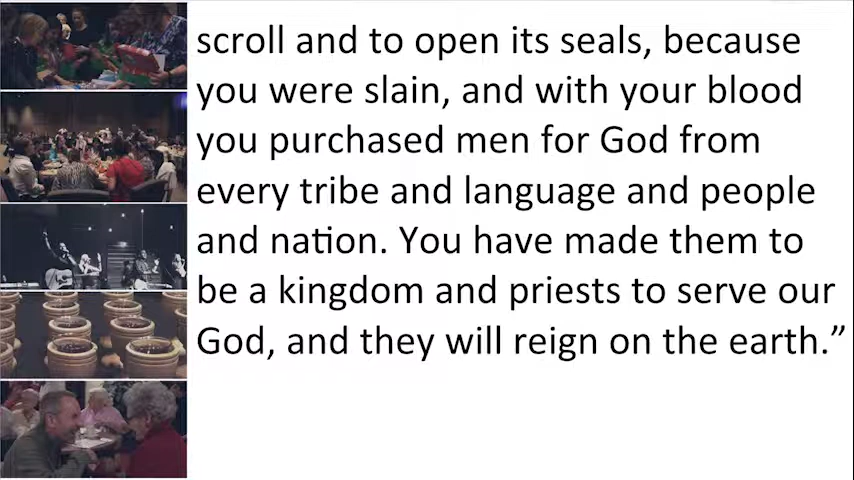 scroll and to open its seals, because
you were slain, and with your blood
you purchased men for God from
every tribe and language and people
and nation. You have made them to
be a kingdom and priests to serve our
God, and they will reign on the earth.”